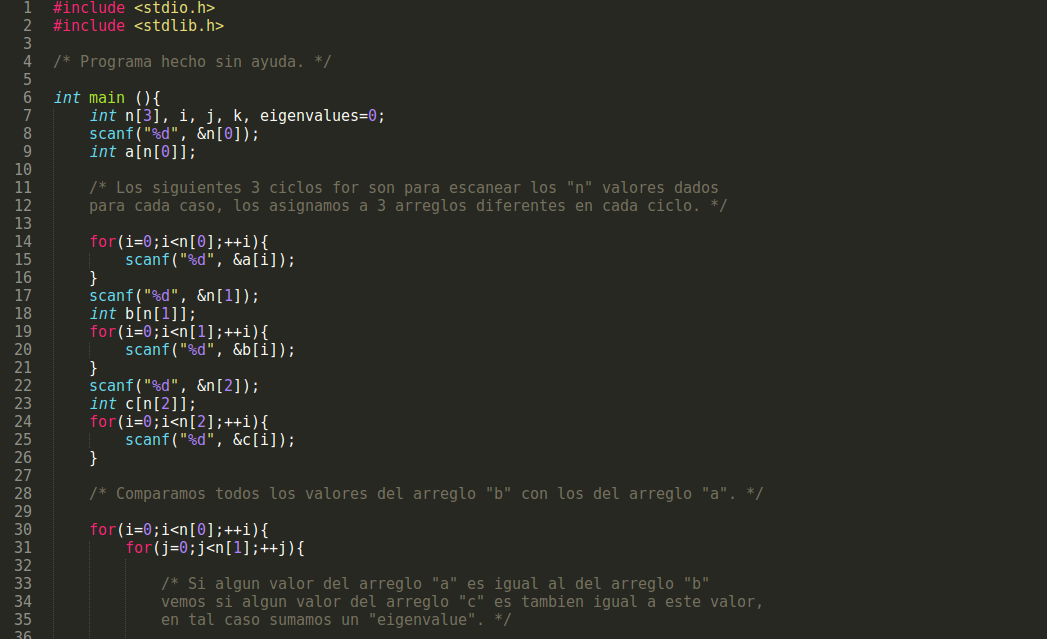 1 #include <stdio.h>
2 #include <stdlib.h>
3
4 /* Programa hecho sin ayuda. */
5
6 int main (){
7 int n[3], i, j, k, eigenvalues=0;
8 scanf("%d", &n[0]);
9 int a[n[0]];
10
11 /* Los siguientes 3 ciclos for son para escanear los "n" valores dados
12 para cada caso, los asignamos a 3 arreglos diferentes en cada ciclo. */
13
14 for(i=0;i<n[0];++i){
15 scanf("%d", &a[i]);
16 }
17 scanf("%d", &n[1]);
18 int b[n[1]];
19 for(i=0;i<n[1];++i){
20 scanf("%d", &b[i]);
21 }
22 scanf("%d", &n[2]);
23 int c[n[2]];
24 for(i=0;i<n[2];++i){
25 scanf("%d", &c[i]);
26 }
27
28 /* Comparamos todos los valores del arreglo "b" con los del arreglo "a". */
29
30 for(i=0;i<n[0];++i){
31 for(j=0;j<n[1];++j){
32
33 /* Si algun valor del arreglo "a" es igual al del arreglo "b"
34 vemos si algun valor del arreglo "c" es tambien igual a este valor,
35 en tal caso sumamos un "eigenvalue". */
36